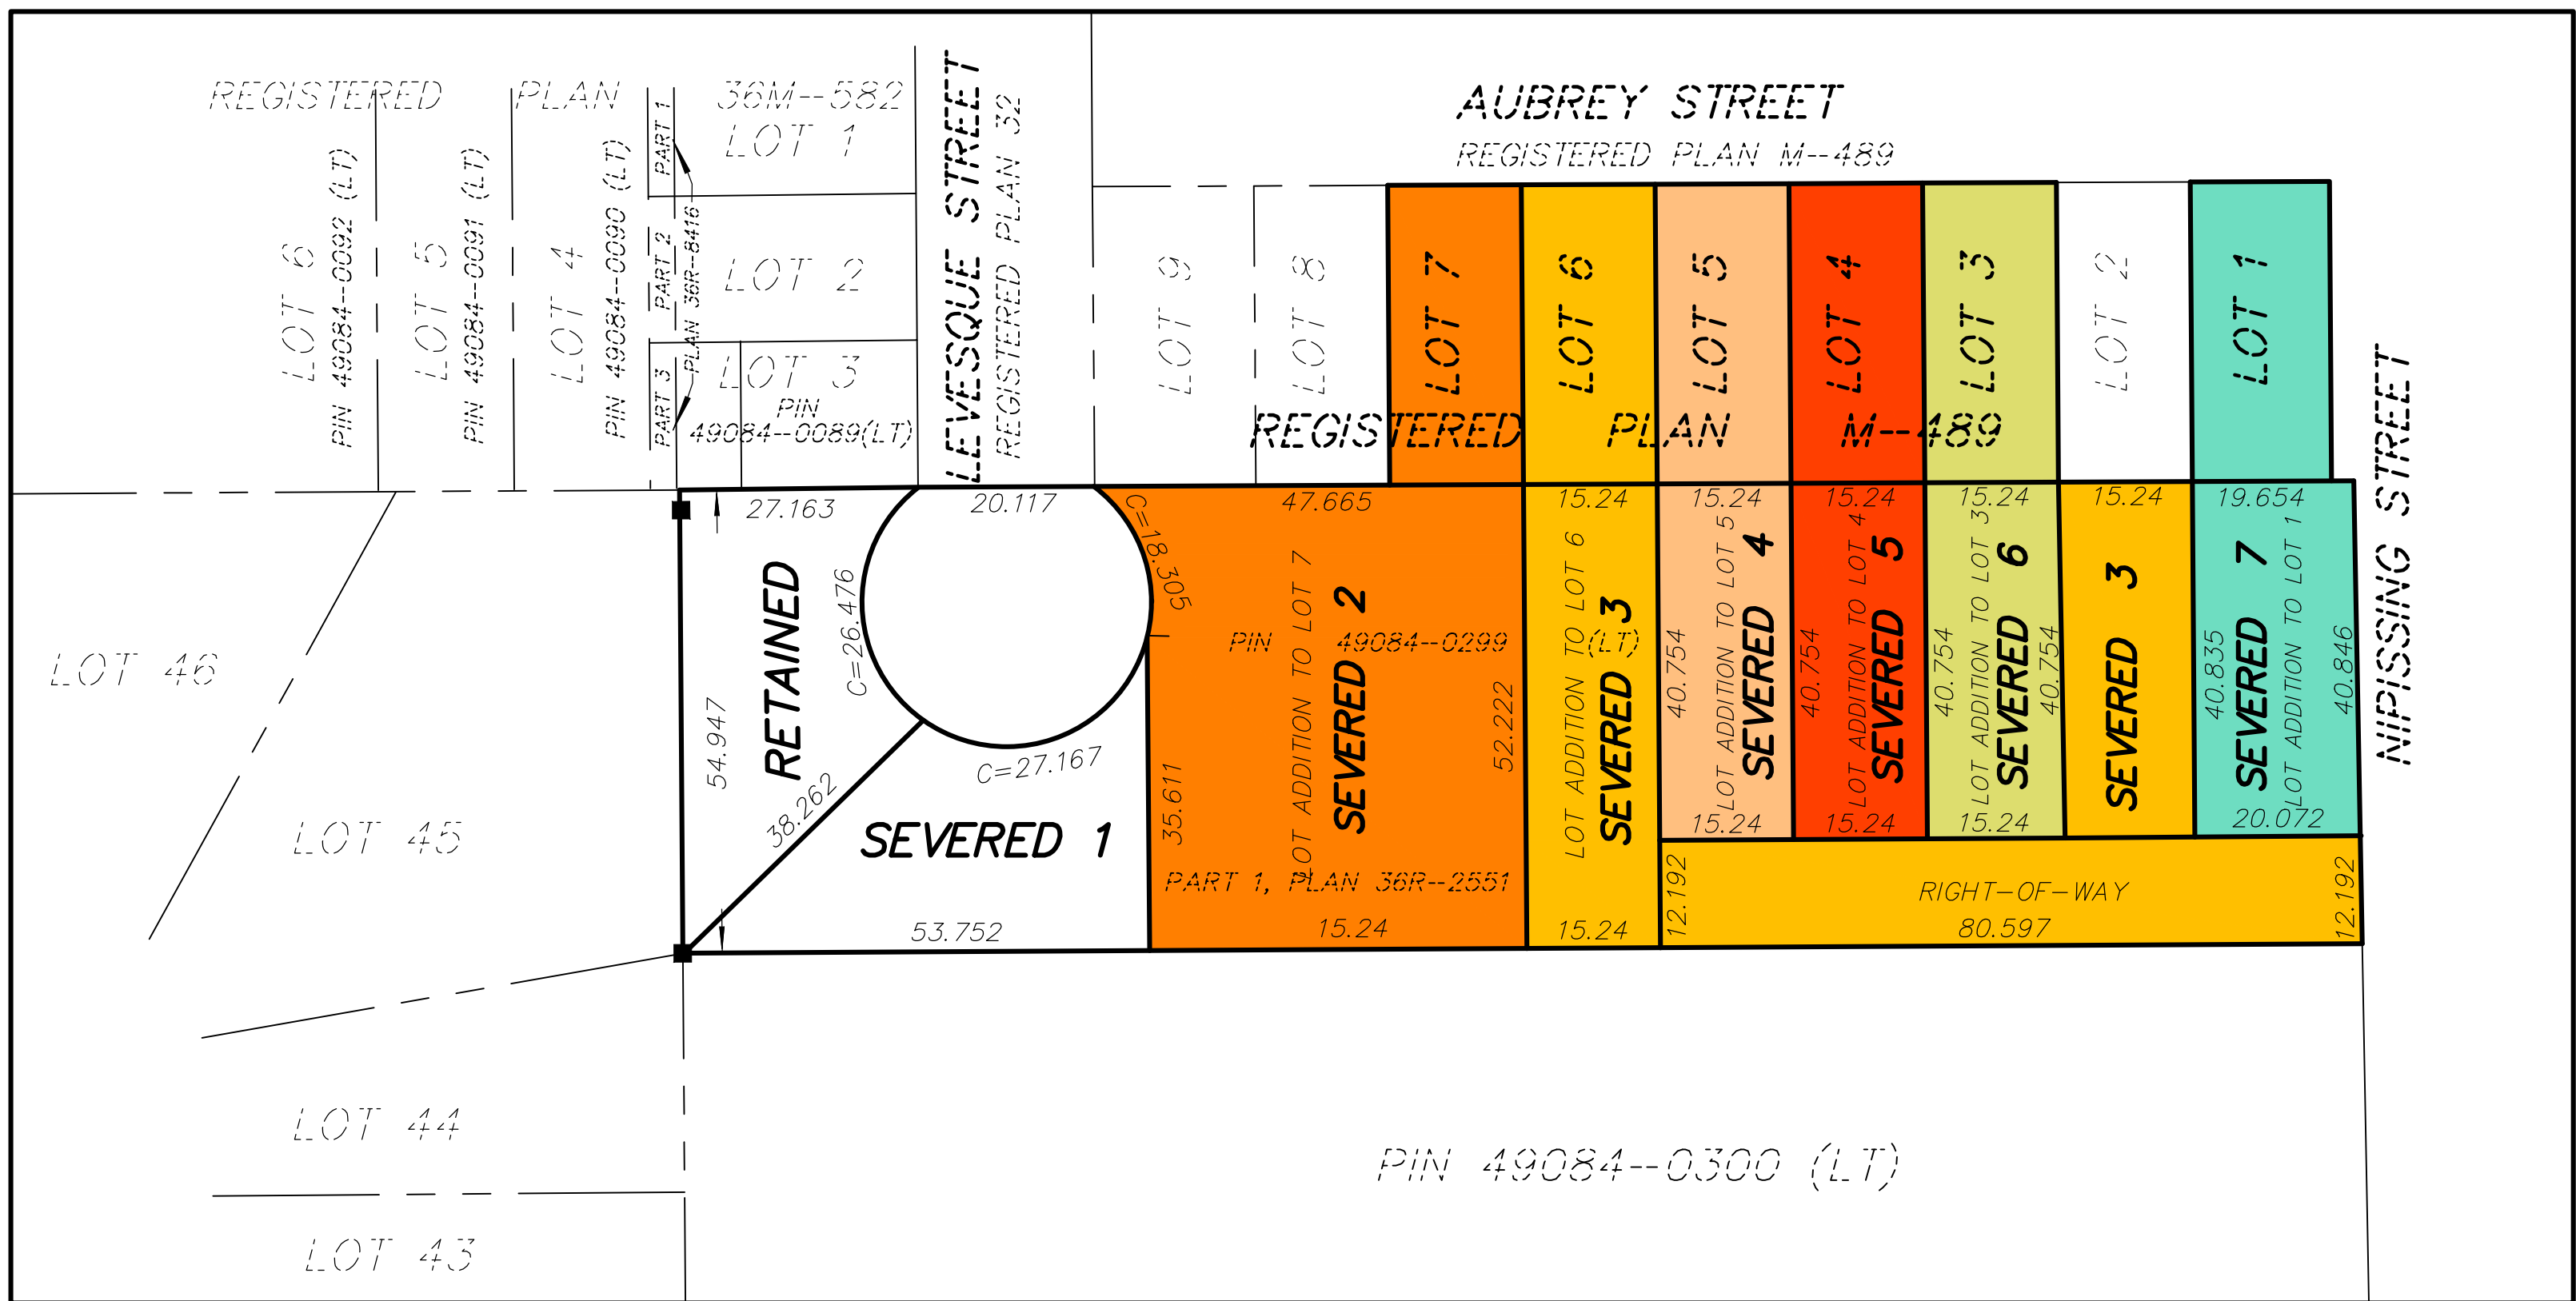 REGISTERED PLAN 36M--582
LOT 6
PIN 49084--0092 (LT)
LOT 5
PIN 49084--0091 (LT)
LOT 4
PIN 49084--0090 (LT)
PART 1
PART 2
PART 3
PLAN 36R--8416
LOT 1
LOT 2
LOT 3
PIN
49084--0089(LT)
LEVESQUE STREET
REGISTERED PLAN 32
AUBREY STREET
REGISTERED PLAN M--489
LOT 9
LOT 8
LOT 7
LOT 6
LOT 5
LOT 4
LOT 3
LOT 2
LOT 1
REGISTERED PLAN M--489
NIPISSING STREET
27.163
20.117
47.665
15.24
15.24
15.24
15.24
15.24
19.654
LOT 46
LOT 45
LOT 44
LOT 43
54.947
RETAINED
C=26.476
C=18.305
C=27.167
38.262
SEVERED 1
53.752
35.611
LOT ADDITION TO LOT 7
SEVERED 2
PIN 49084--0299 (LT)
52.222
PART 1, PLAN 36R--2551
15.24
LOT ADDITION TO LOT 6
SEVERED 3
15.24
40.754
LOT ADDITION TO LOT 5
SEVERED 4
15.24
40.754
LOT ADDITION TO LOT 4
SEVERED 5
15.24
40.754
LOT ADDITION TO LOT 3
SEVERED 6
40.754
15.24
SEVERED 3
40.835
SEVERED 7
LOT ADDITION TO LOT 1
40.846
20.072
12.192
RIGHT-OF-WAY
80.597
12.192
PIN 49084--0300 (LT)